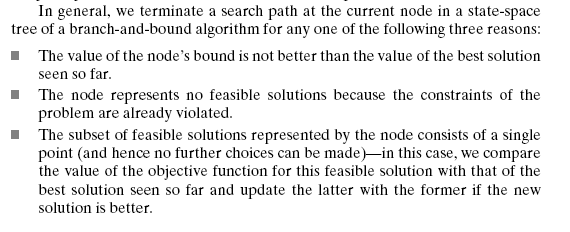 In general, we terminate a search path at the current node in a state-space
tree of a branch-and-bound algorithm for any one of the following three reasons:
■ The value of the node's bound is not better than the value of the best solution
seen so far.
■ The node represents no feasible solutions because the constraints of the
problem are already violated.
■ The subset of feasible solutions represented by the node consists of a single
point (and hence no further choices can be made)—in this case, we compare
the value of the objective function for this feasible solution with that of the
best solution seen so far and update the latter with the former if the new
solution is better.